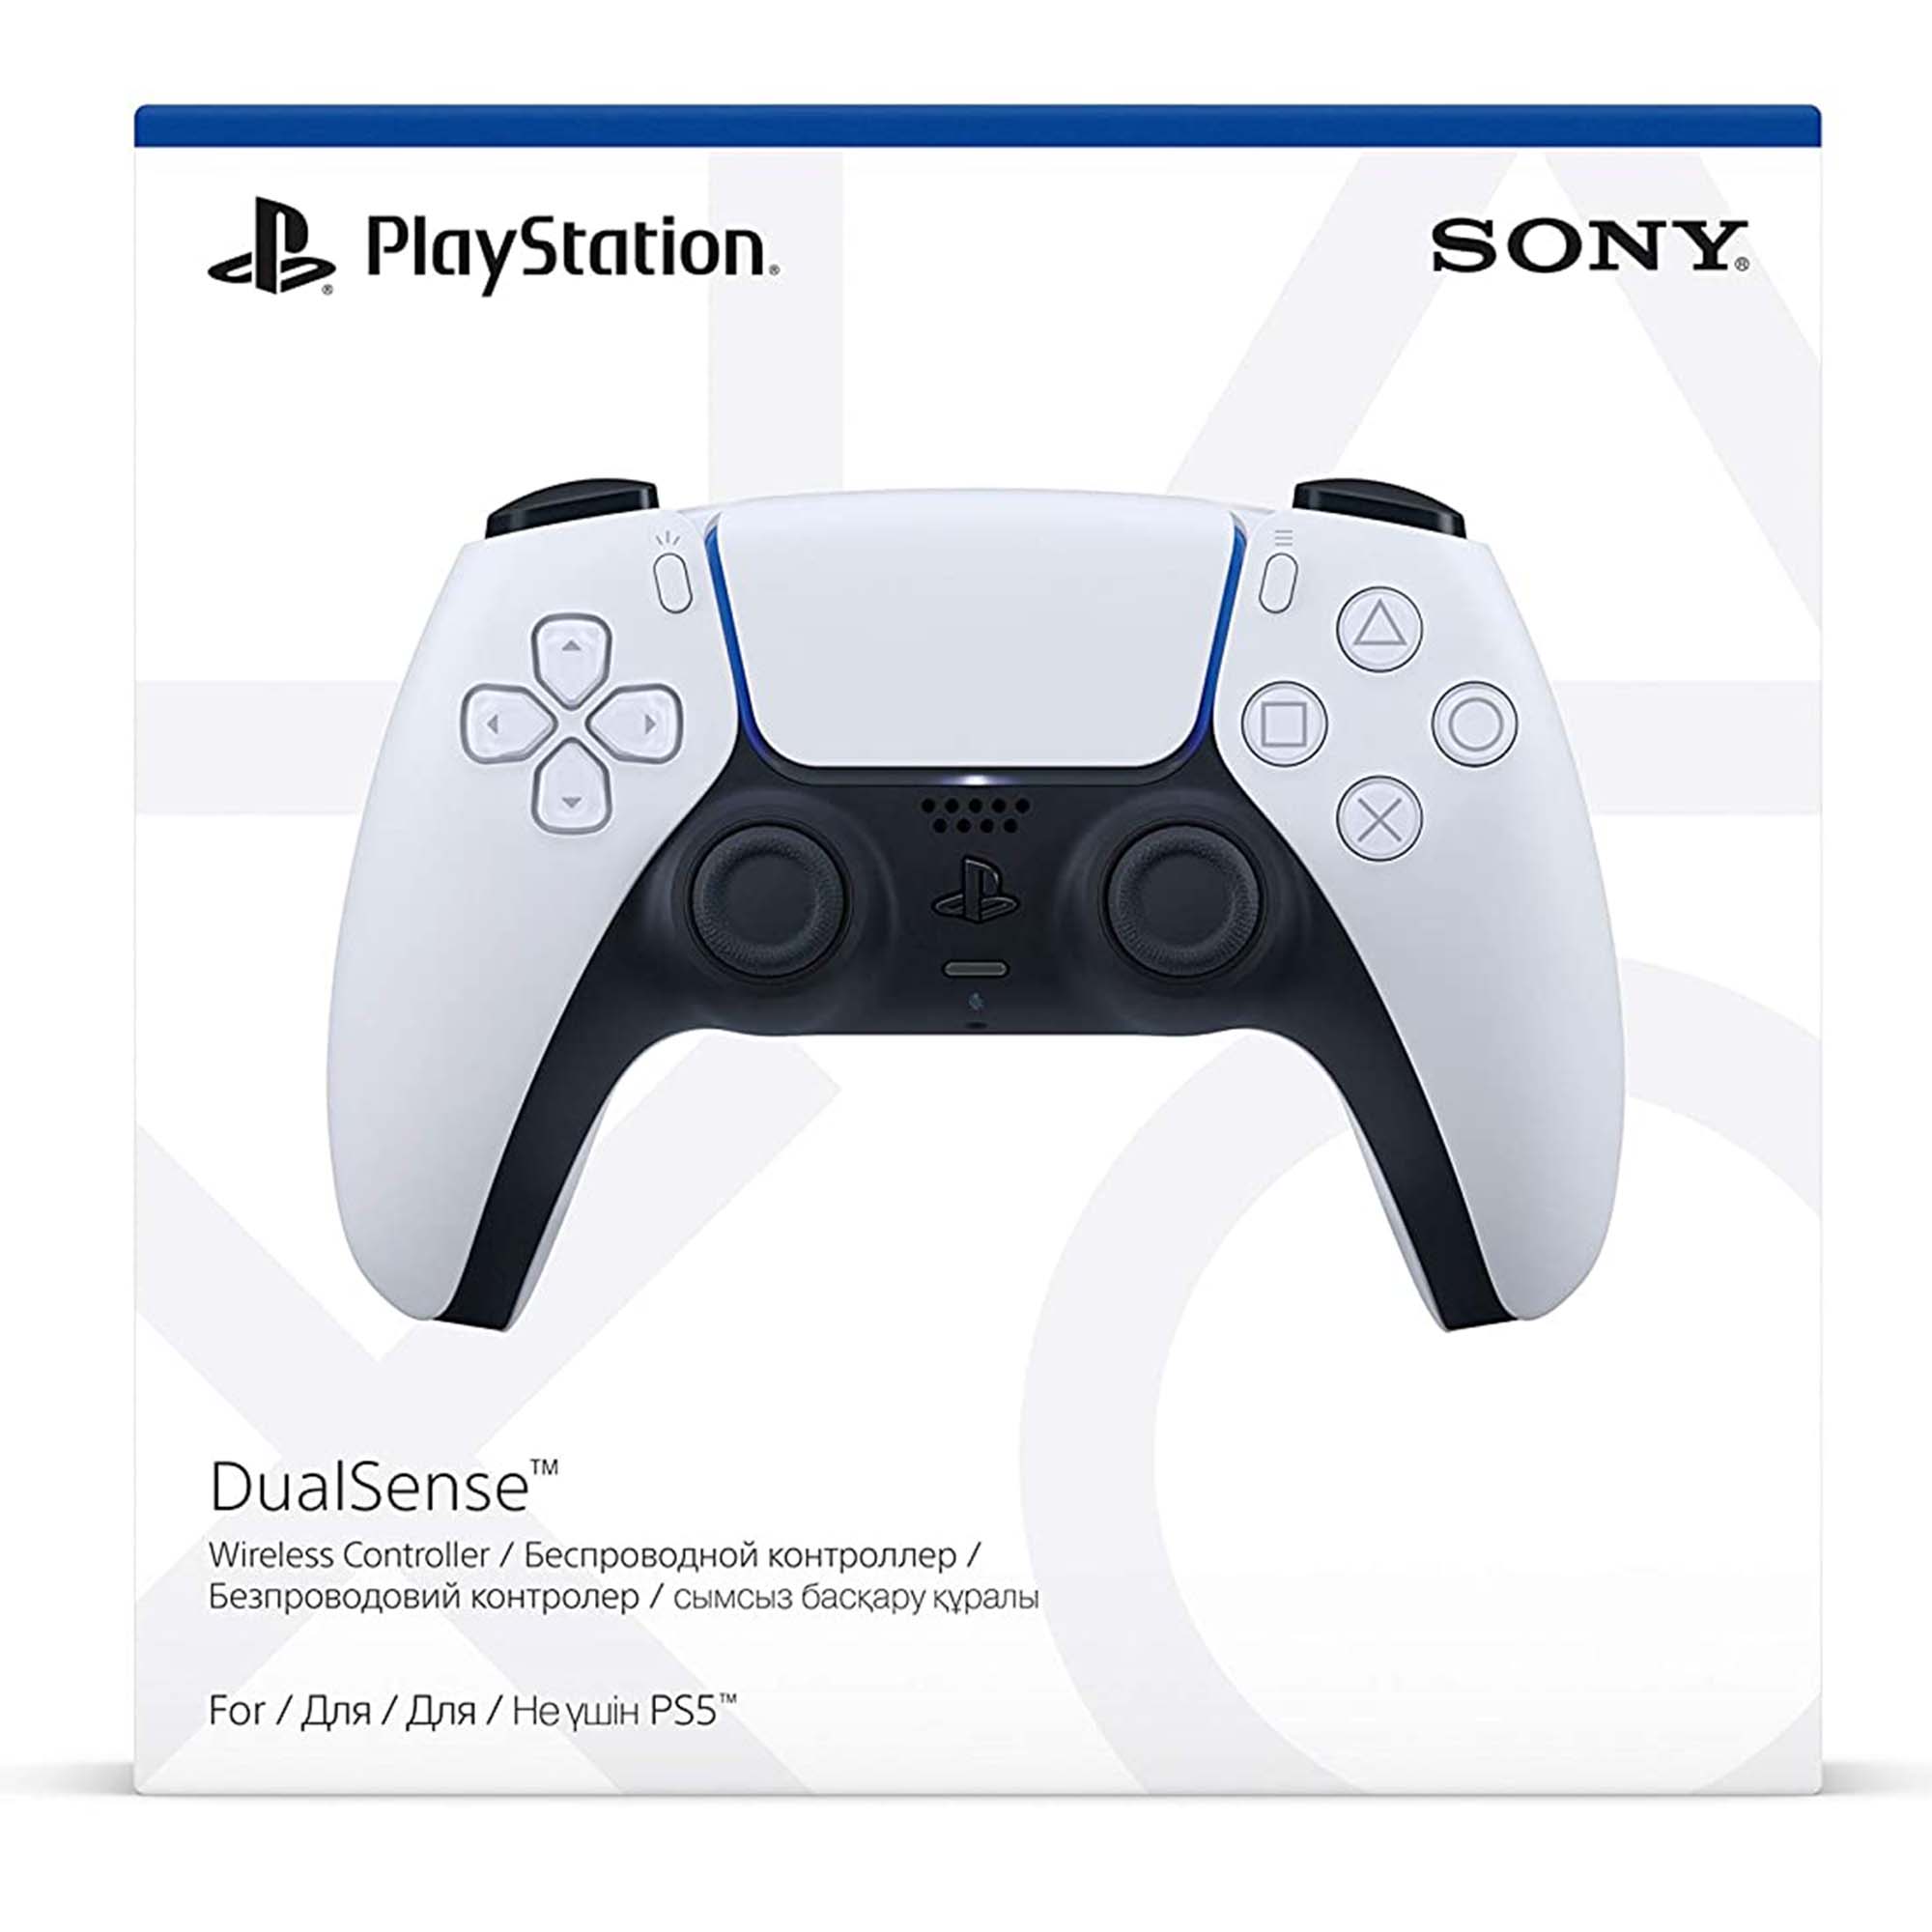 PlayStation®
SONY®
DualSense™
Wireless Controller / Беспроводной контроллер /
Безпроводовий контролер / сымсыз басқару құралы
For / Для / Для / Не үшін PS5™